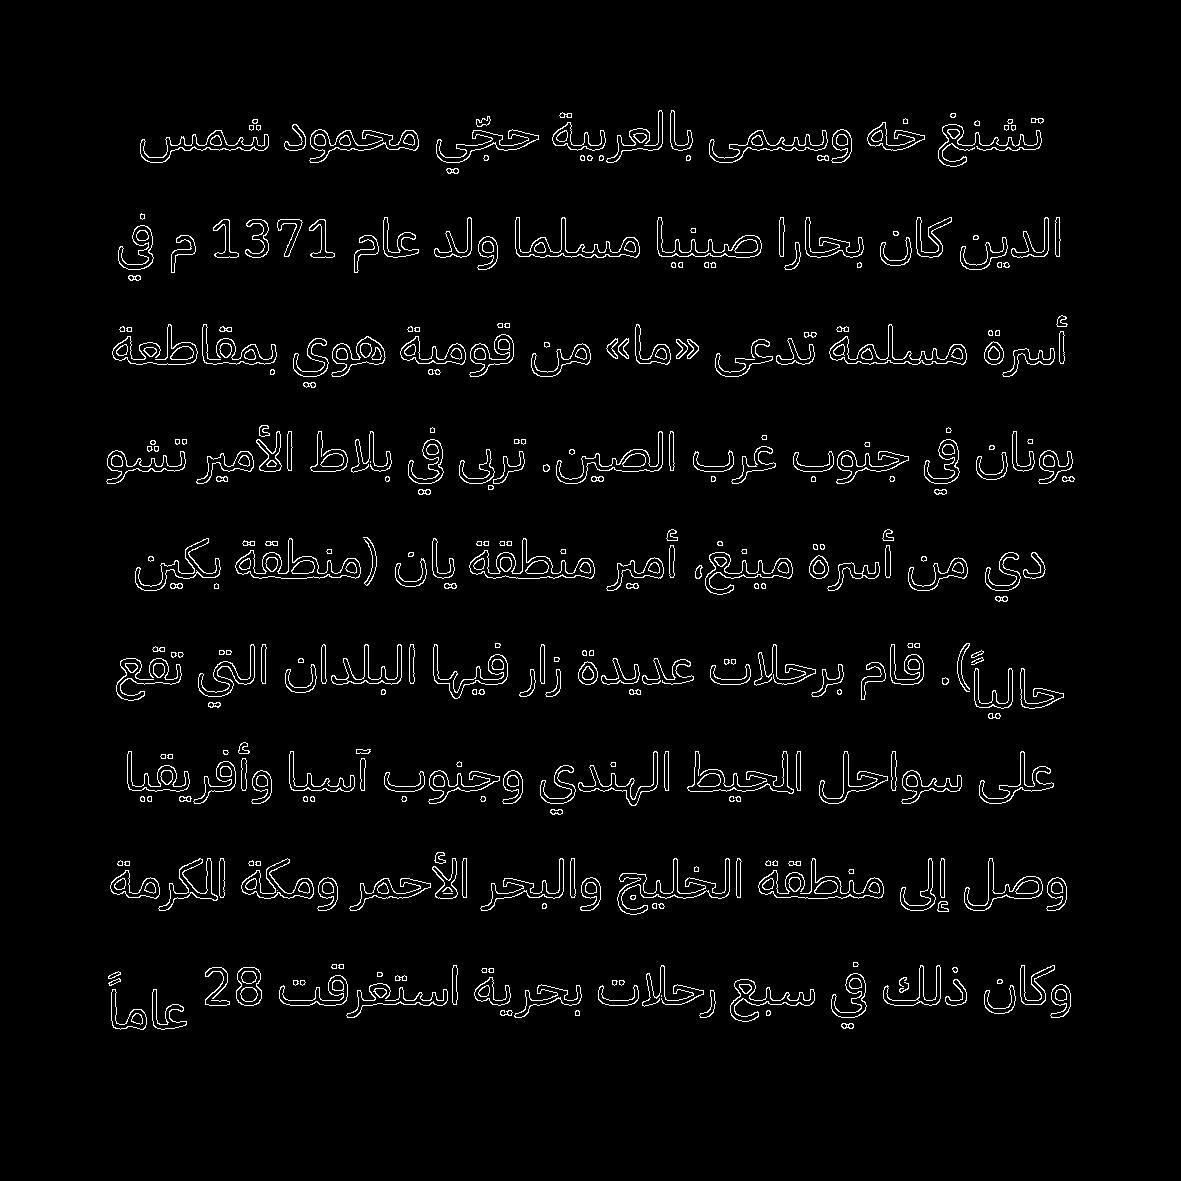 تشنغ خه ويسمى بالعربية حجّي محمود شمس
الدين كان بحارا صينيا مسلما ولد عام 1371 م في
أسرة مسلمة تدعى «ما» من قومية هوي بمقاطعة
يونان في جنوب غرب الصين. تربى في بلاط الأمير تشو
دي من أسرة مينغ، أمير منطقة يان (منطقة بكين
حالياً). قام برحلات عديدة زار فيها البلدان التي تقع
على سواحل المحيط الهندي وجنوب آسيا وأفريقيا
وصل إلى منطقة الخليج والبحر الأحمر ومكة المكرمة
وكان ذلك في سبع رحلات بحرية استغرقت 28 عاماً